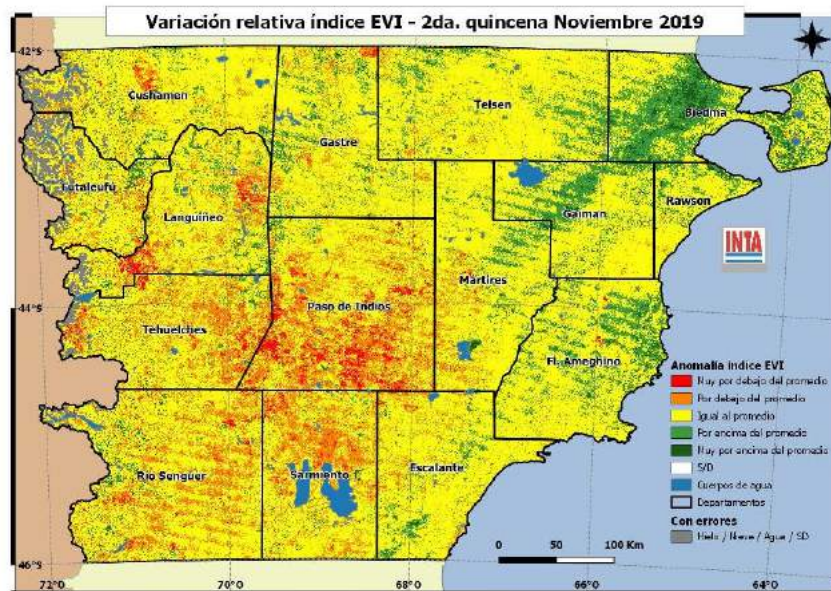 Variación relativa índice EVI - 2da. quincena Noviembre 2019
42°S
Cushamen
Telsen
Biedma
Gastre
Futaleufú
Languiñeo
Gaiman
Rawson
INTA
Mártires
44°S
Paso de Indios
Tehuelches
Fl. Ameghino
Anomalía índice EVI
Muy por debajo del promedio
Por debajo del promedio
Igual al promedio
Por encima del promedio
Muy por encima del promedio
S/D
Cuerpos de agua
Departamentos
Con errores
Hielo / Nieve / Agua / SD
Río Senguer
Sarmiento
Escalante
0 50 100 Km
46°S
72°O 70°O 68°O 66°O 64°O